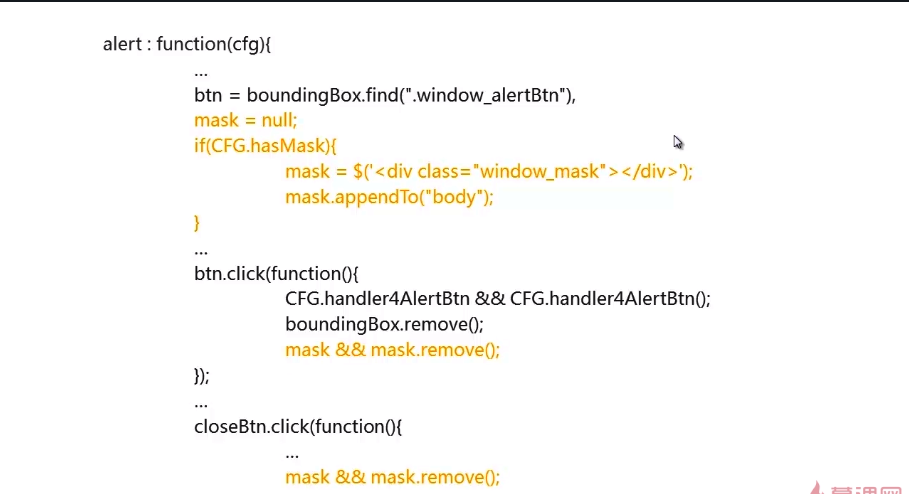 alert : function(cfg){
...
btn = boundingBox.find(".window_alertBtn"),
mask = null;
if(CFG.hasMask){
mask = $('<div class="window_mask"></div>');
mask.appendTo("body");
}
...
btn.click(function(){
CFG.handler4AlertBtn && CFG.handler4AlertBtn();
boundingBox.remove();
mask && mask.remove();
});
...
closeBtn.click(function(){
...
mask && mask.remove();